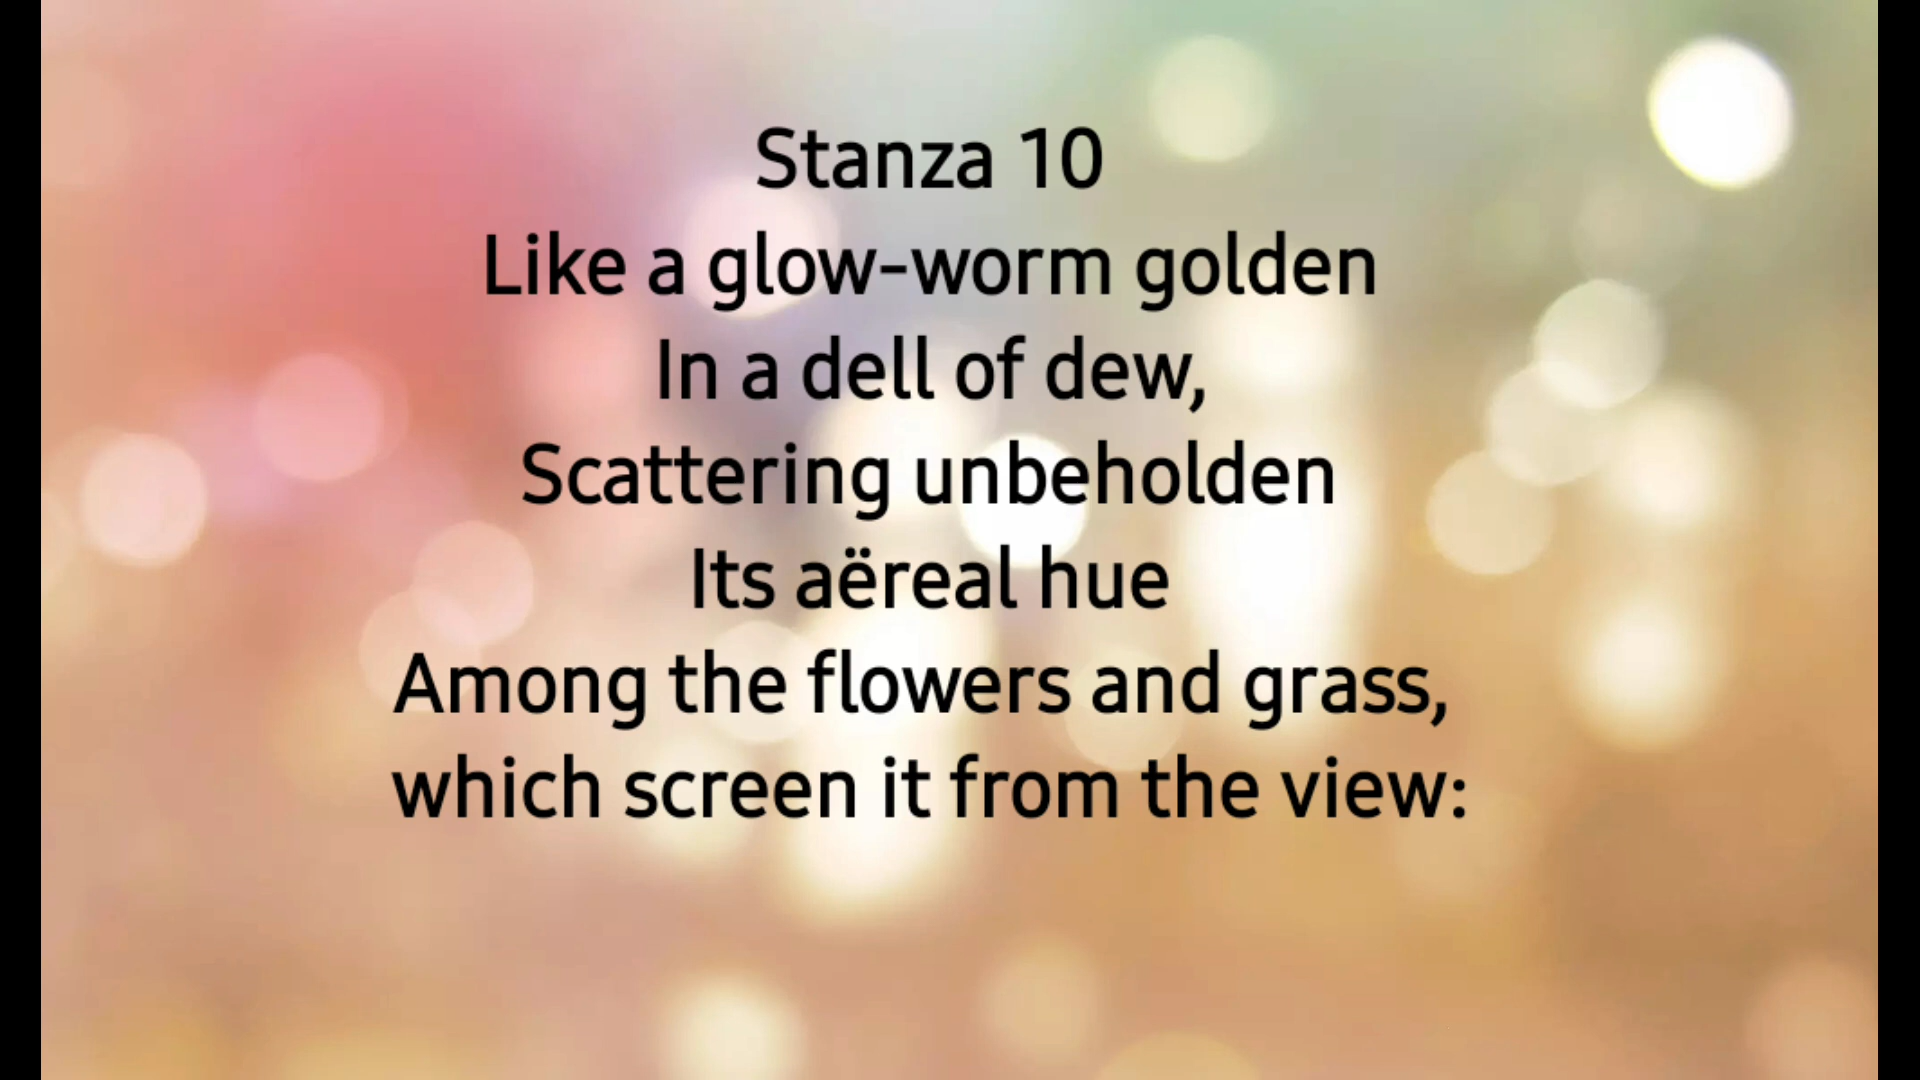 Stanza 10
Like a glow-worm golden
In a dell of dew,
Scattering unbeholden
Its aëreal hue
Among the flowers and grass,
which screen it from the view: